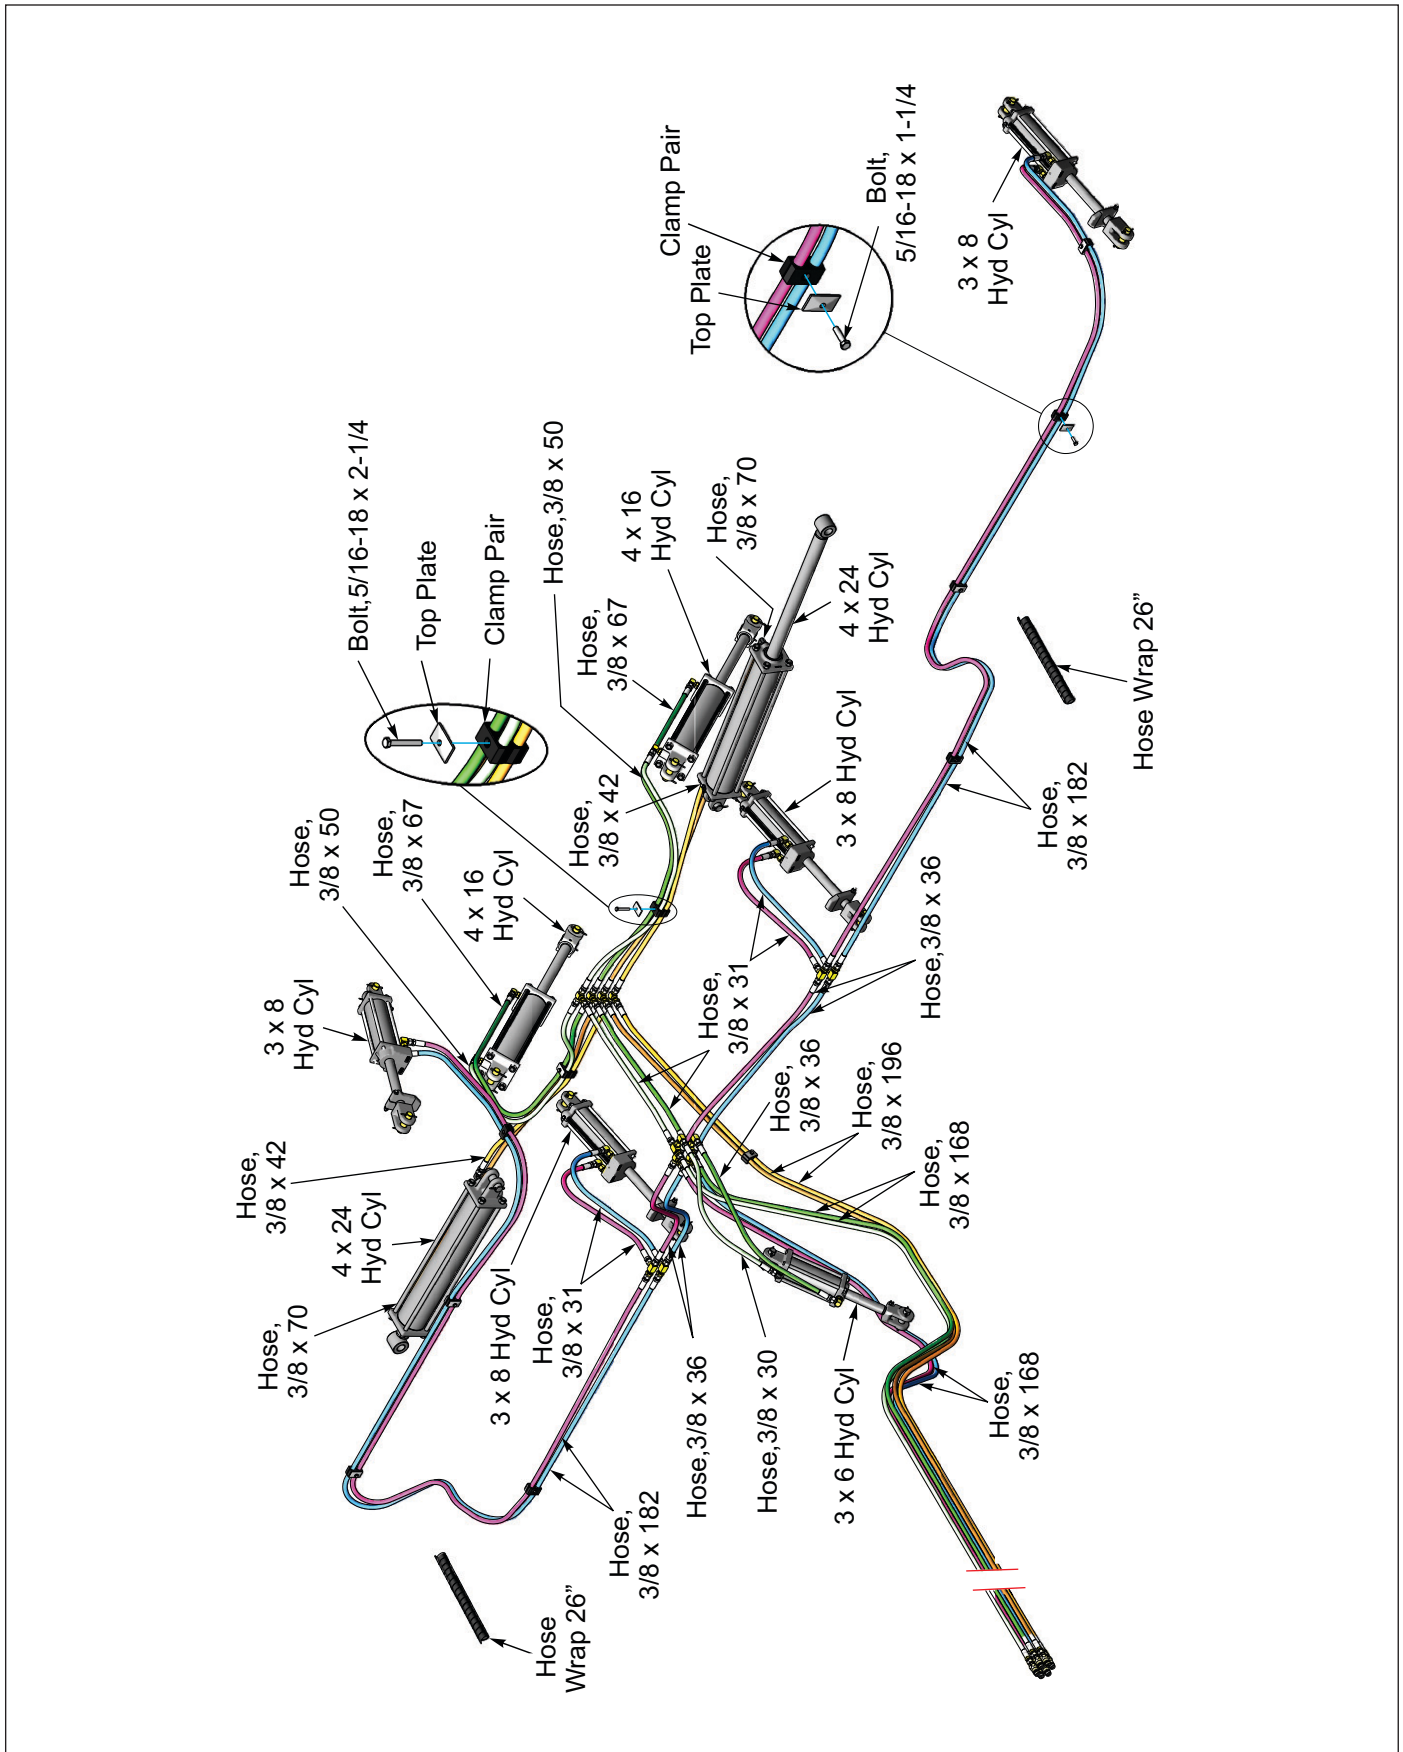 Clamp Pair
Top Plate
Bolt,
5/16-18 x 1-1/4
3 x 8
Hyd Cyl
Bolt,5/16-18 x 2-1/4
Top Plate
Clamp Pair
Hose,3/8 x 50
Hose,
3/8 x 67
4 x 16
Hyd Cyl
Hose,
3/8 x 70
4 x 24
Hyd Cyl
3 x 8 Hyd Cyl
Hose,
3/8 x 42
Hose Wrap 26”
Hose,
3/8 x 182
Hose,3/8 x 36
Hose,
3/8 x 31
Hose,
3/8 x 50
Hose,
3/8 x 67
4 x 16
Hyd Cyl
3 x 8
Hyd Cyl
Hose,
3/8 x 42
4 x 24
Hyd Cyl
Hose,
3/8 x 70
3 x 8 Hyd Cyl
Hose,
3/8 x 31
Hose,
3/8 x 36
Hose,
3/8 x 196
Hose,
3/8 x 168
Hose,
3/8 x 168
3 x 6 Hyd Cyl
Hose,3/8 x 30
Hose,3/8 x 36
Hose,
3/8 x 182
Hose
Wrap 26”